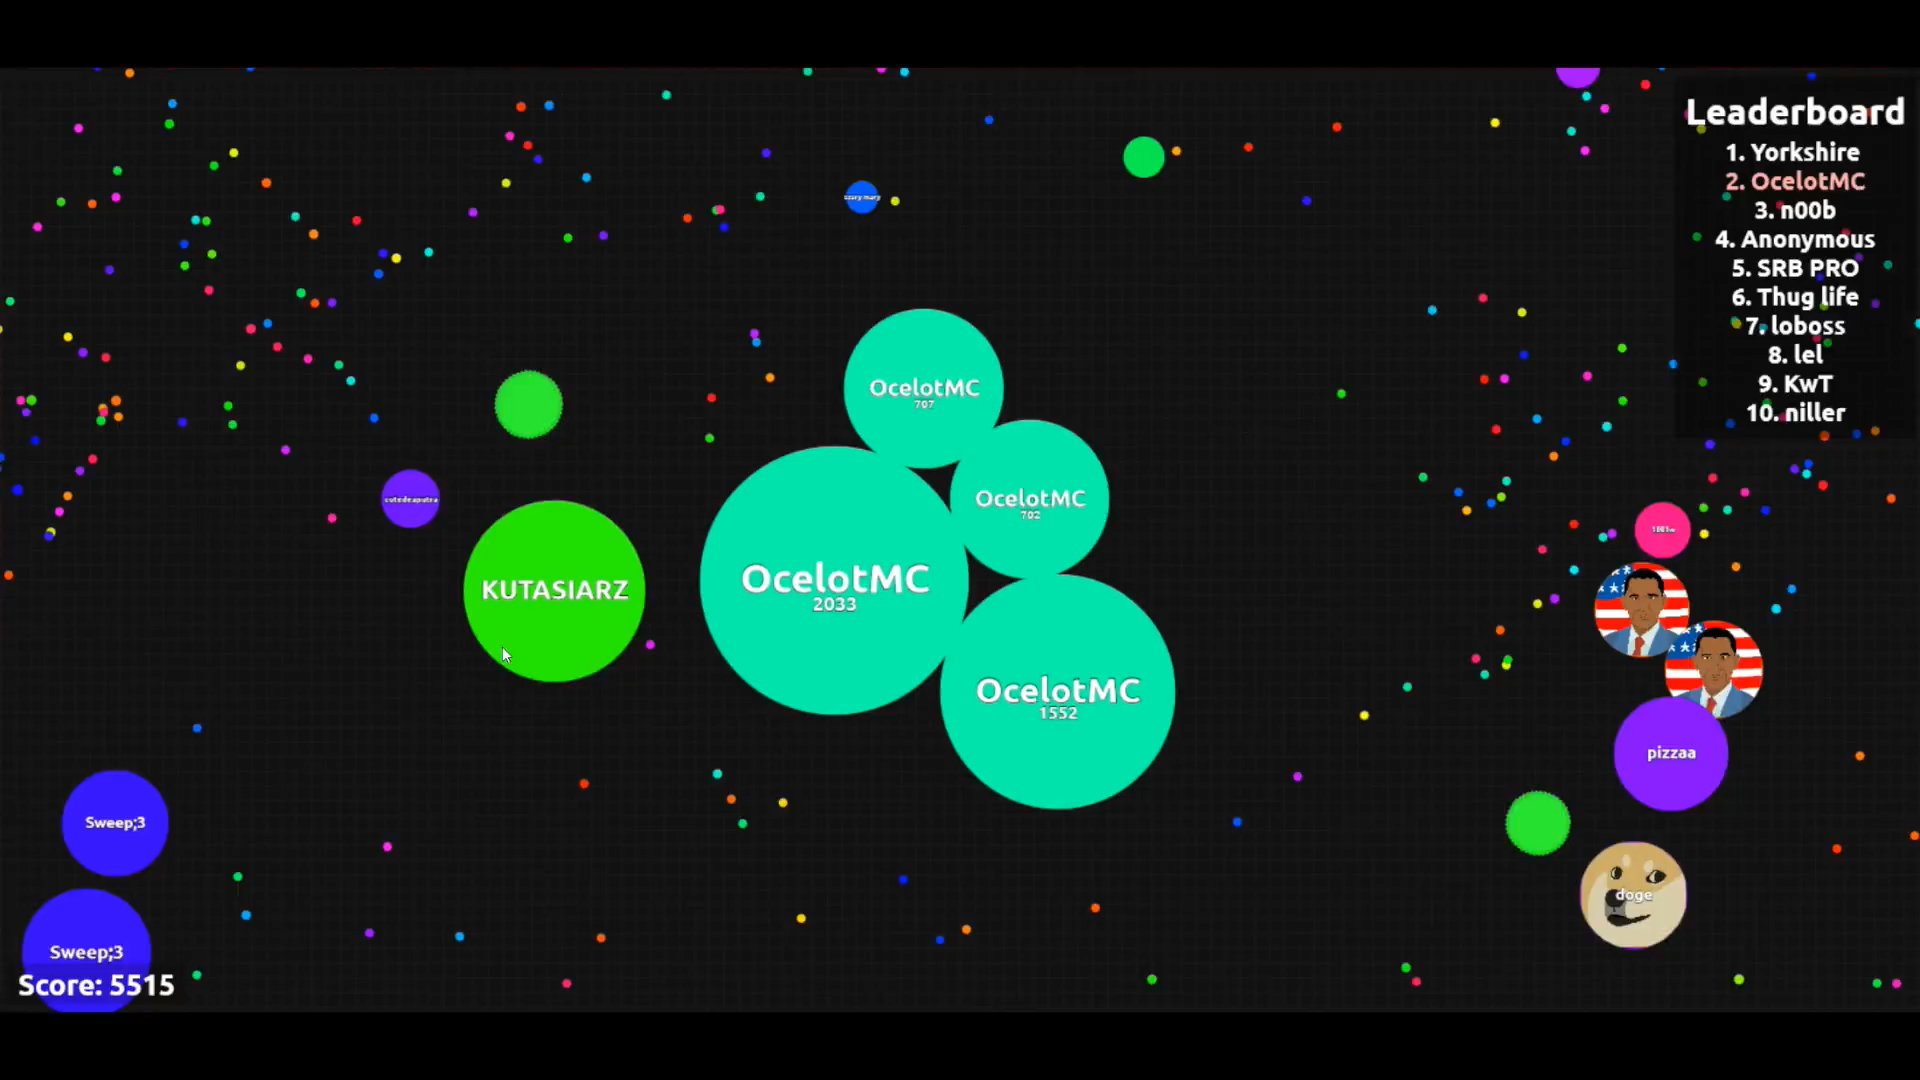 Leaderboard
1. Yorkshire
2. OcelotMC
3. n00b
4. Anonymous
5. SRB PRO
6. Thug life
7. loboss
8. lel
9. KwT
10. niller
OcelotMC
707
OcelotMC
702
OcelotMC
2033
OcelotMC
1552
KUTASIARZ
pizzaa
doge
Sweep;3
Sweep;3
Score: 5515